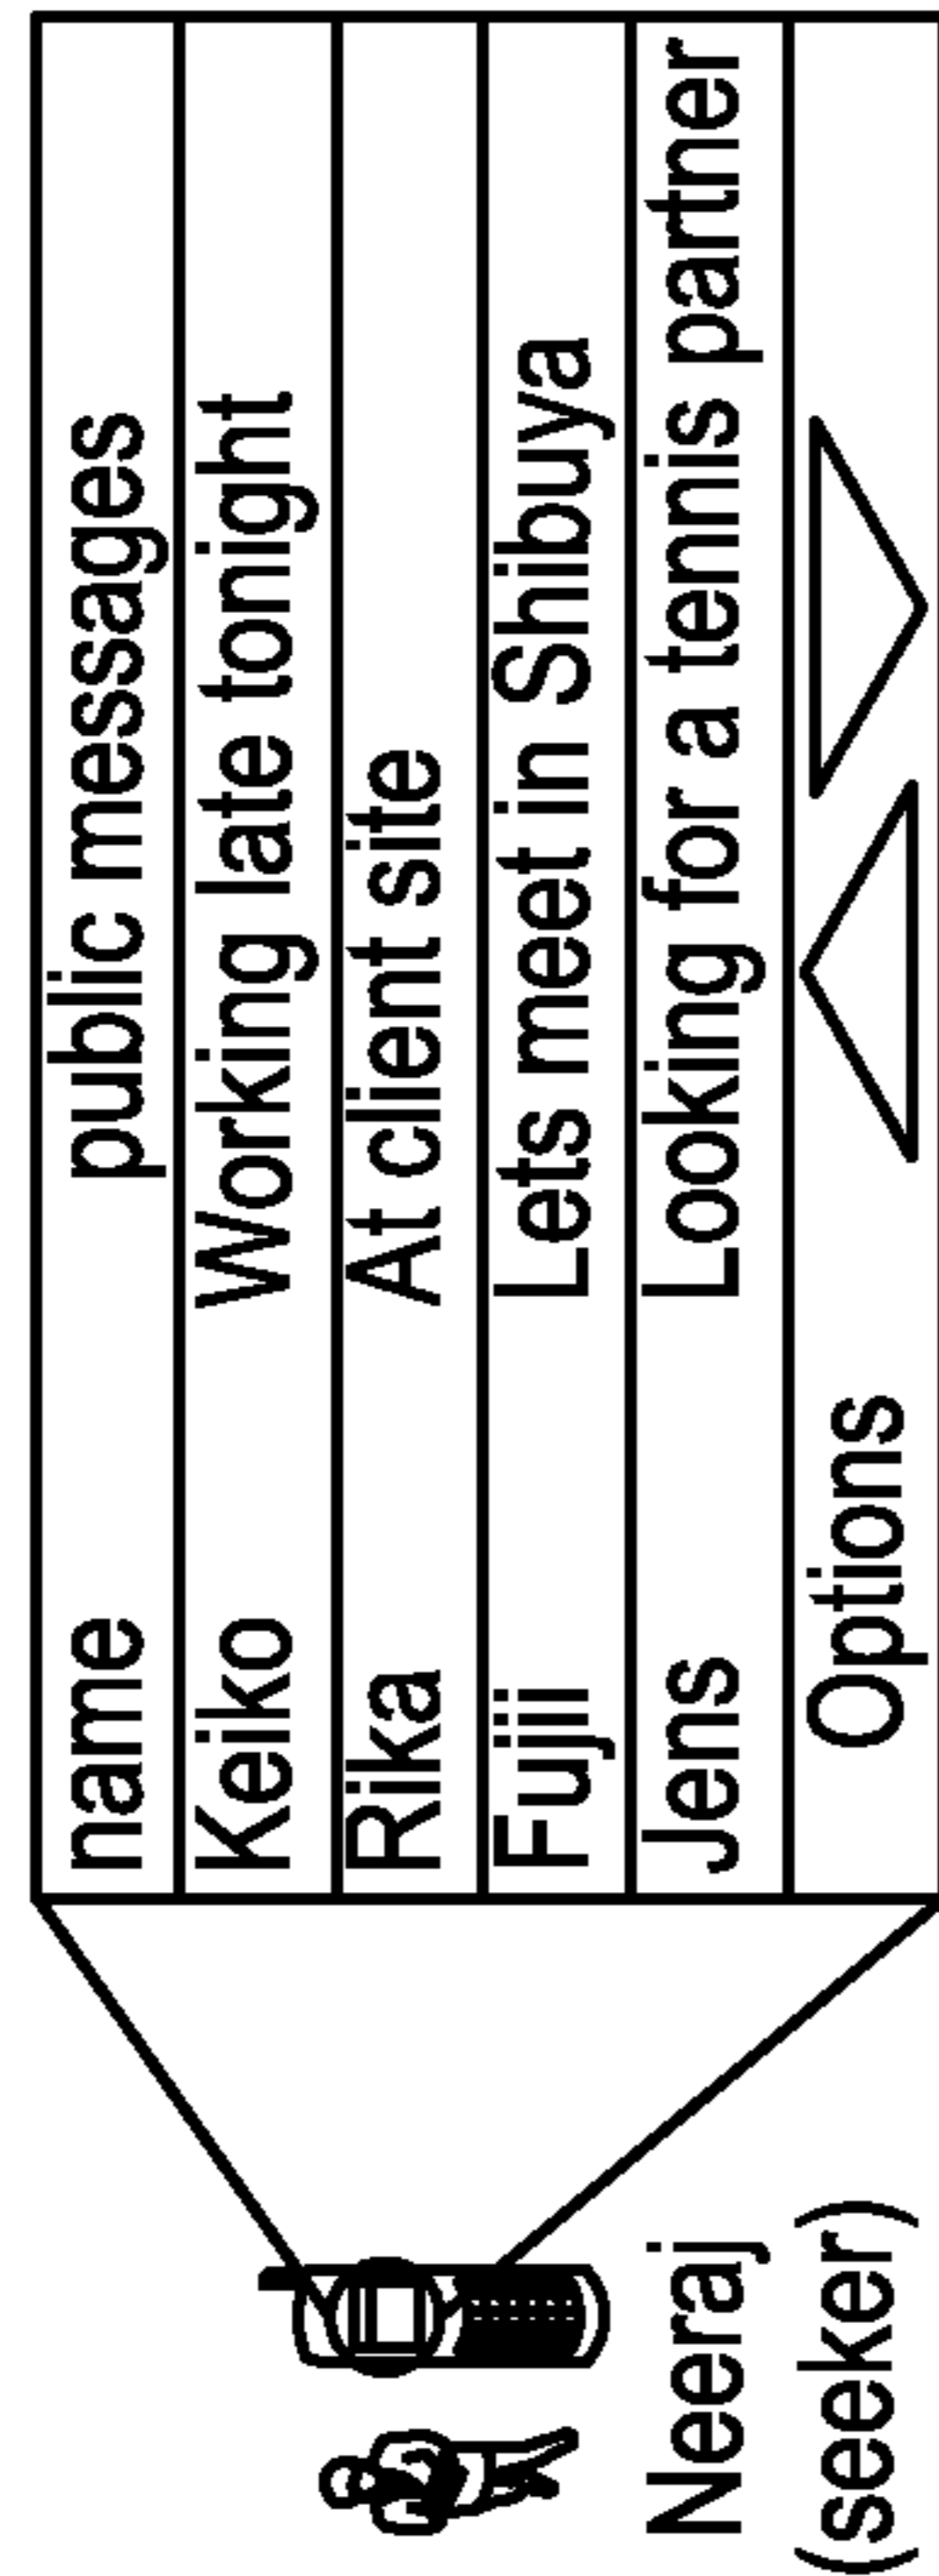 name public messages
Keiko Working late tonight
Rika At client site
Fujii Lets meet in Shibuya
Jens Looking for a tennis partner
Options
Neeraj
(seeker)